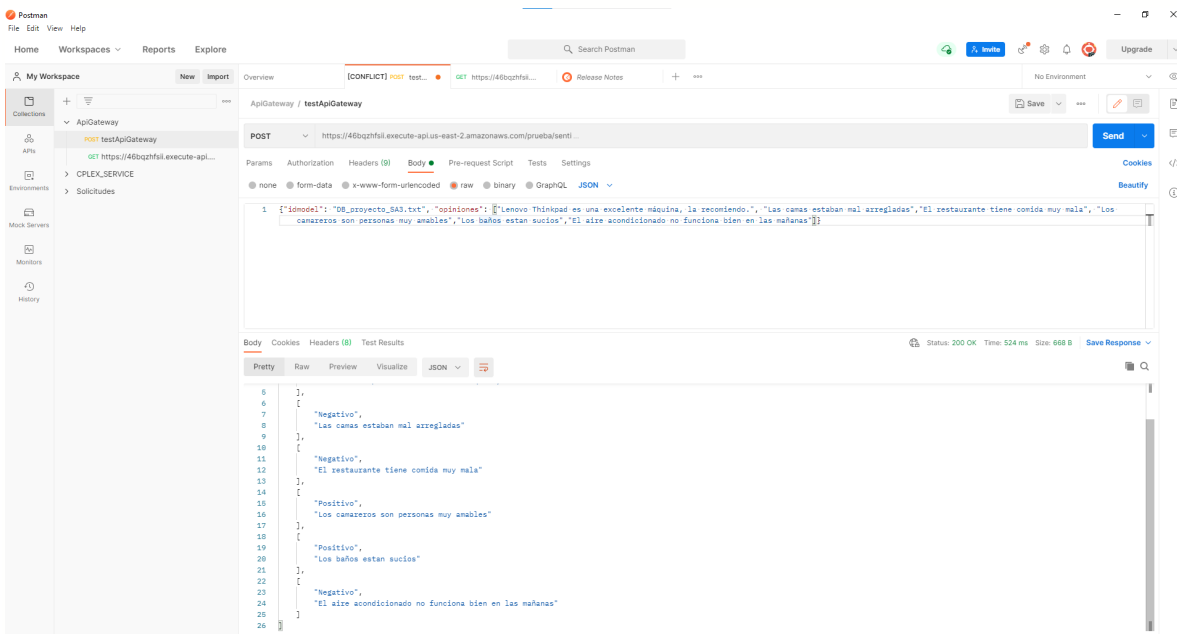 Postman
File Edit View Help
Home Workspaces Reports Explore
Search Postman
Invite
Upgrade
My Workspace
New Import
Overview
[CONFLICT] POST test...
GET https://46bqzhfsii....
Release Notes
No Environment
Collections
APIs
Environments
Mock Servers
Monitors
History
ApiGateway
POST testApiGateway
GET https://46bqzhfsii.execute-api....
CPLEX_SERVICE
Solicitudes
ApiGateway / testApiGateway
Save
POST
https://46bqzhfsii.execute-api.us-east-2.amazonaws.com/prueba/senti ...
Send
Params Authorization Headers (9) Body Pre-request Script Tests Settings
Cookies
none form-data x-www-form-urlencoded raw binary GraphQL JSON
Beautify
1 {"idmodel": "DB_proyecto_SA3.txt", "opiniones": ["Lenovo Thinkpad es una excelente máquina, la recomiendo.", "Las camas estaban mal arregladas","El restaurante tiene comida muy mala", "Los
camareros son personas muy amables","Los baños estan sucios","El aire acondicionado no funciona bien en las mañanas"]}
Body Cookies Headers (8) Test Results
Status: 200 OK Time: 524 ms Size: 668 B Save Response
Pretty Raw Preview Visualize JSON
5 ],
6 [
7 "Negativo",
8 "Las camas estaban mal arregladas"
9 ],
10 [
11 "Negativo",
12 "El restaurante tiene comida muy mala"
13 ],
14 [
15 "Positivo",
16 "Los camareros son personas muy amables"
17 ],
18 [
19 "Positivo",
20 "Los baños estan sucios"
21 ],
22 [
23 "Negativo",
24 "El aire acondicionado no funciona bien en las mañanas"
25 ]
26 ]